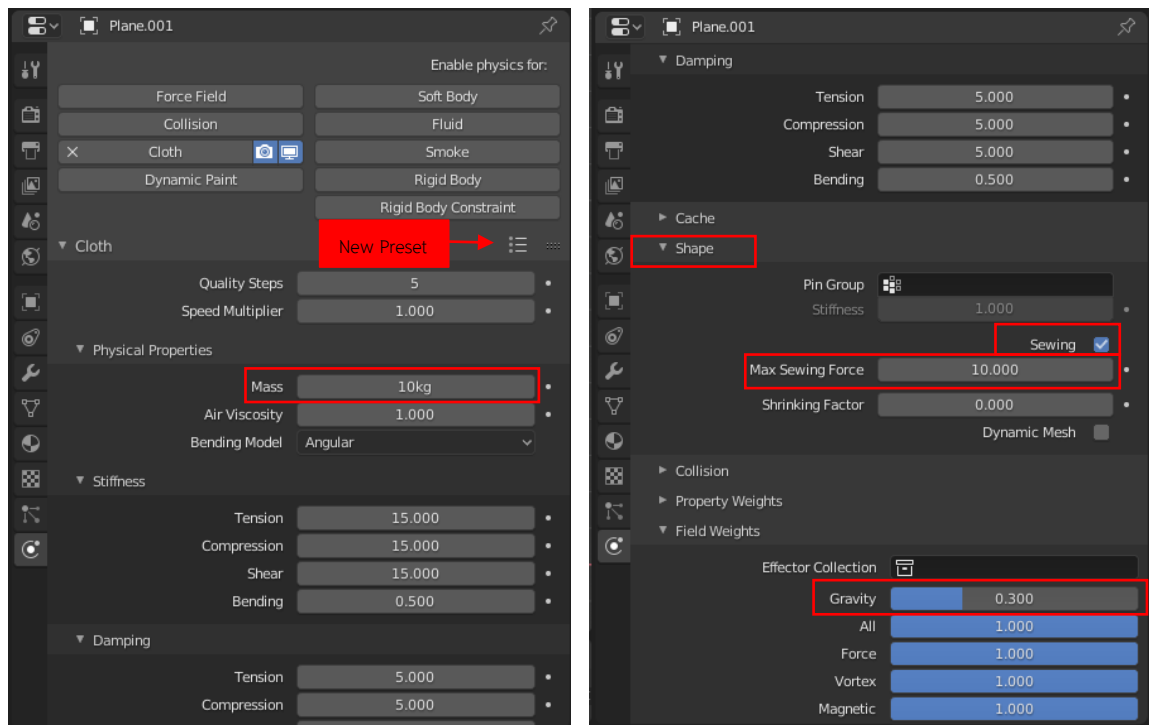 Plane.001
Enable physics for:
Force Field Soft Body
Collision Fluid
Cloth Smoke
Dynamic Paint Rigid Body
Rigid Body Constraint
Cloth New Preset
Quality Steps 5
Speed Multiplier 1.000
Physical Properties
Mass 10kg
Air Viscosity 1.000
Bending Model Angular
Stiffness
Tension 15.000
Compression 15.000
Shear 15.000
Bending 0.500
Damping
Tension 5.000
Compression 5.000
Plane.001
Damping
Tension 5.000
Compression 5.000
Shear 5.000
Bending 0.500
Cache
Shape
Pin Group
Stiffness 1.000
Sewing
Max Sewing Force 10.000
Shrinking Factor 0.000
Dynamic Mesh
Collision
Property Weights
Field Weights
Effector Collection
Gravity 0.300
All 1.000
Force 1.000
Vortex 1.000
Magnetic 1.000